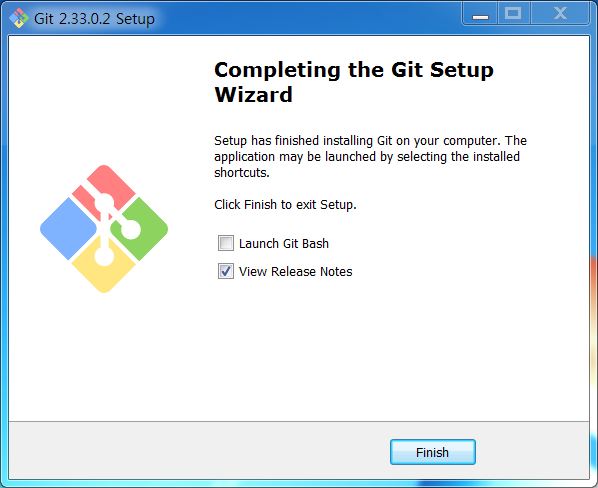 Git 2.33.0.2 Setup
Completing the Git Setup
Wizard
Setup has finished installing Git on your computer. The
application may be launched by selecting the installed
shortcuts.
Click Finish to exit Setup.
Launch Git Bash
View Release Notes
Finish